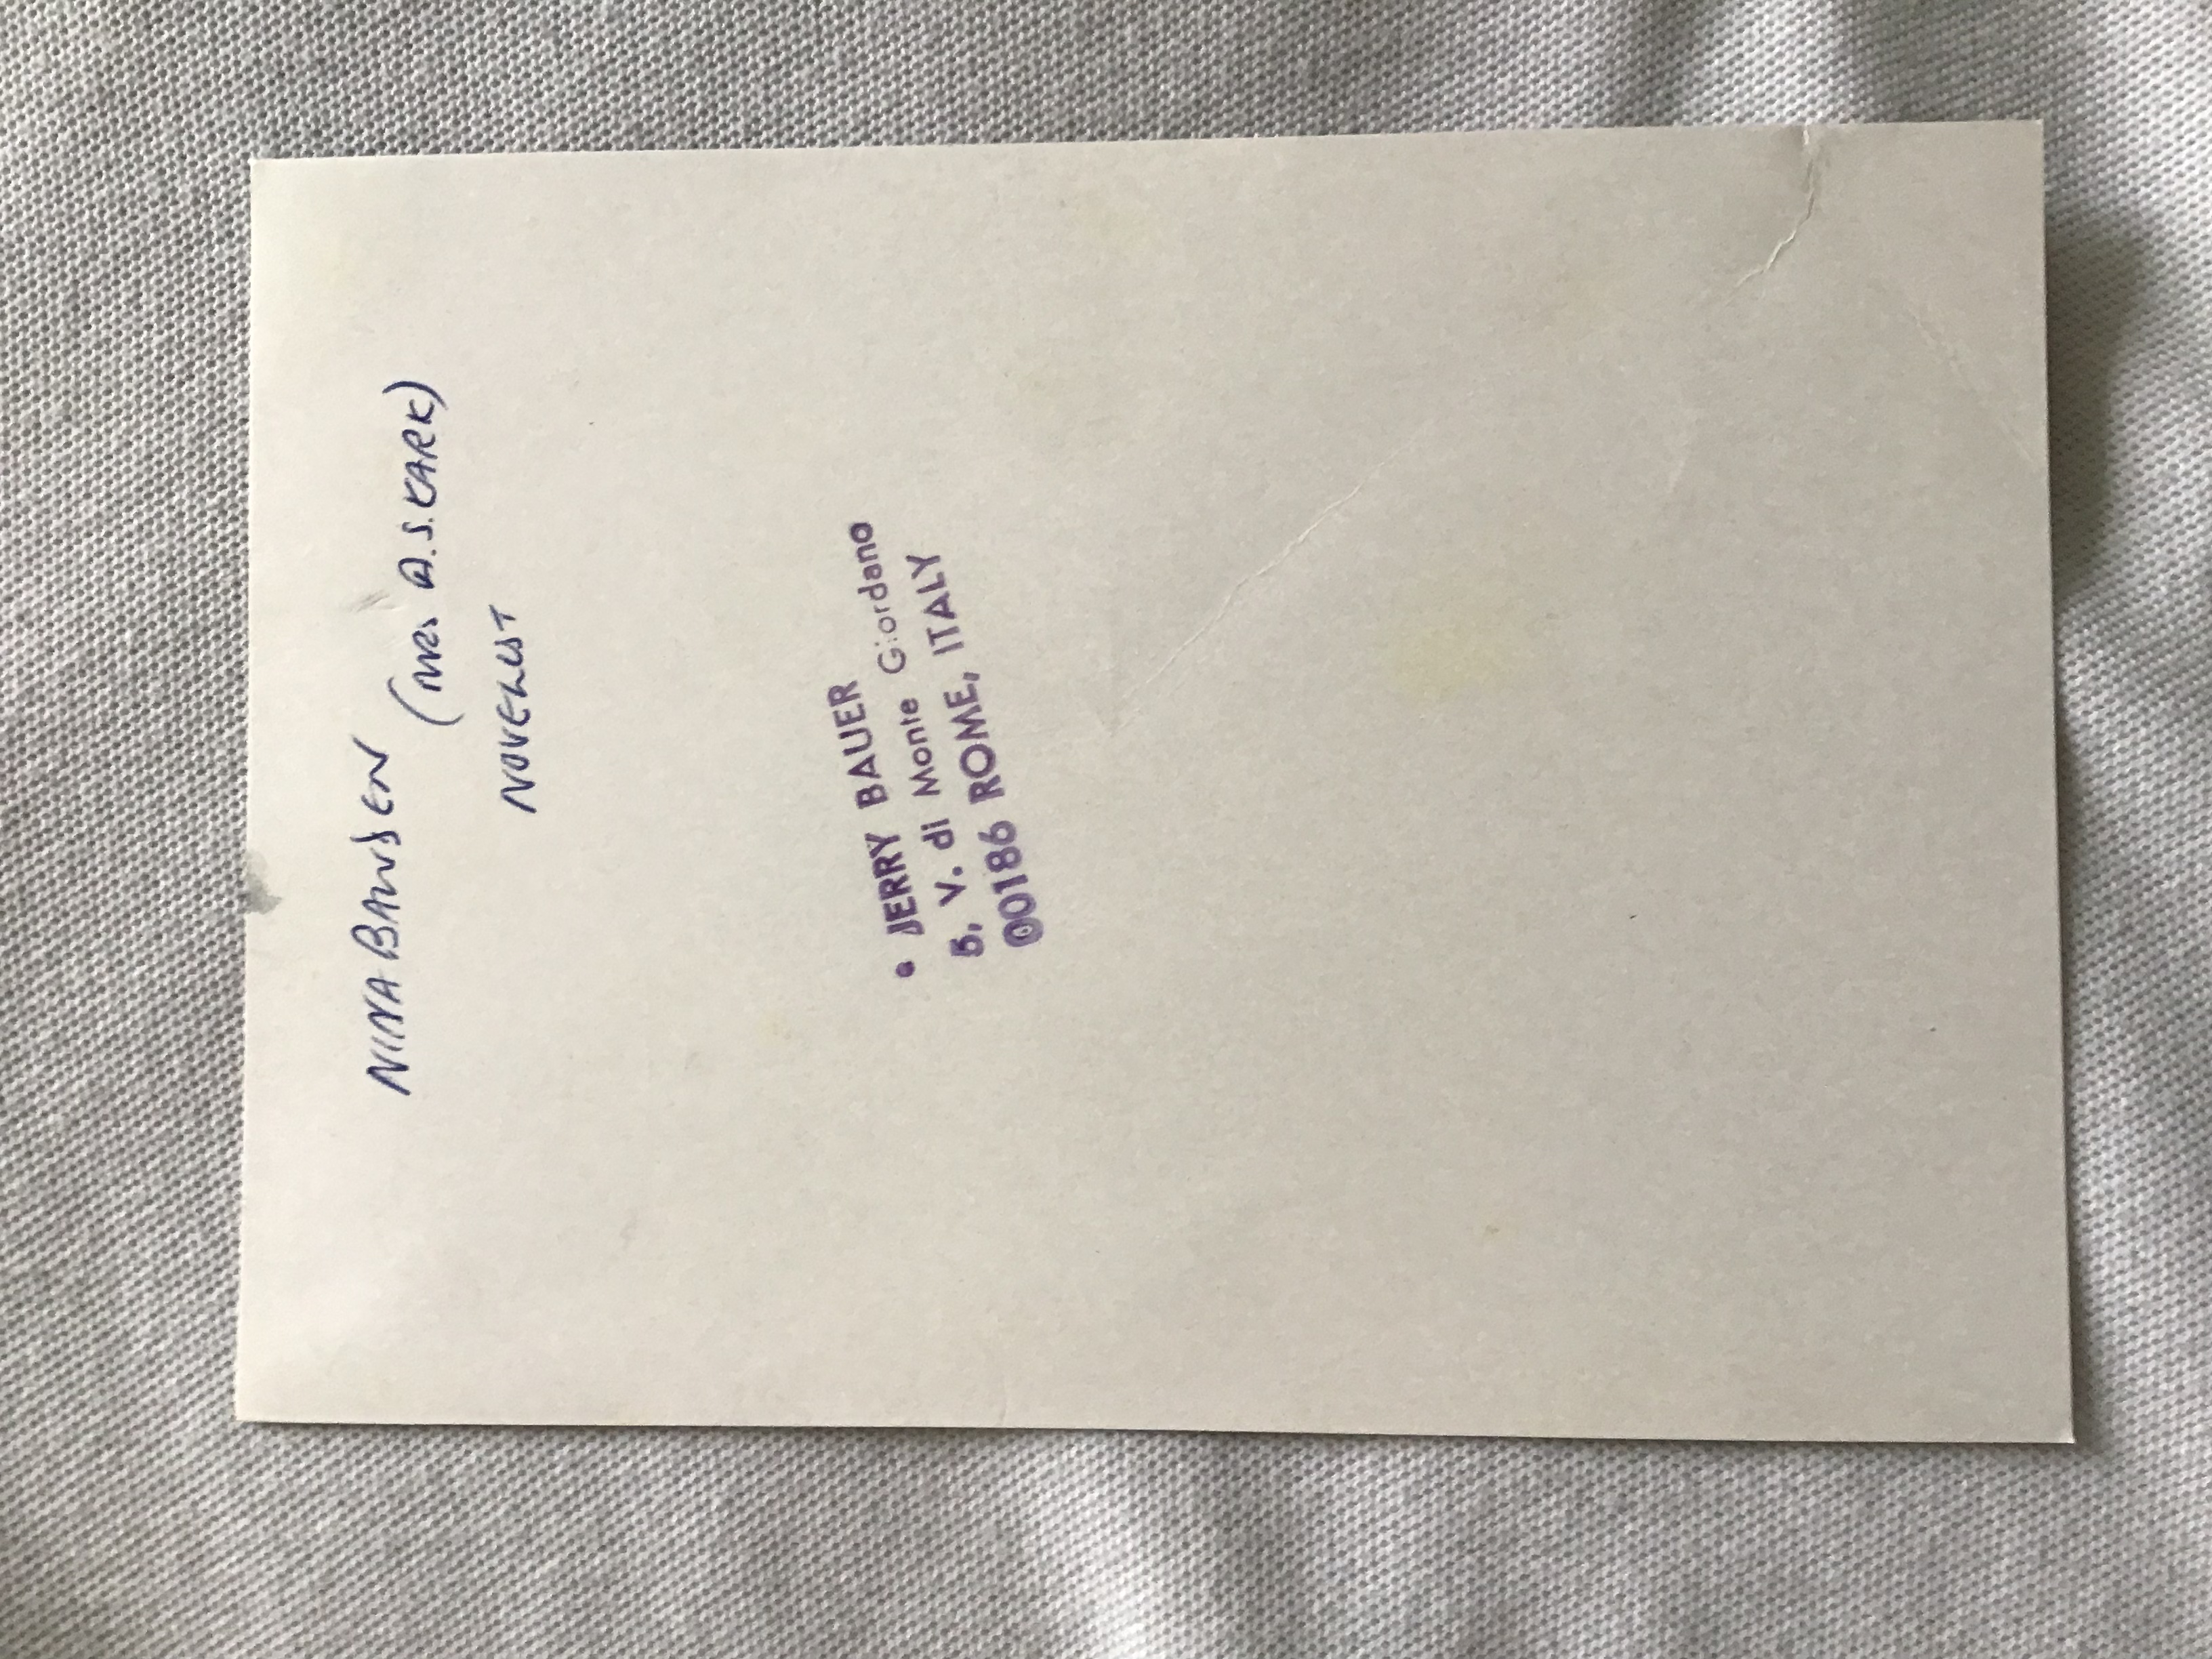 NINA BAWDEN
(MRS A.S. KARK)
NOVELIST
• JERRY BAUER
5, V. di Monte Giordano
00186 ROME, ITALY